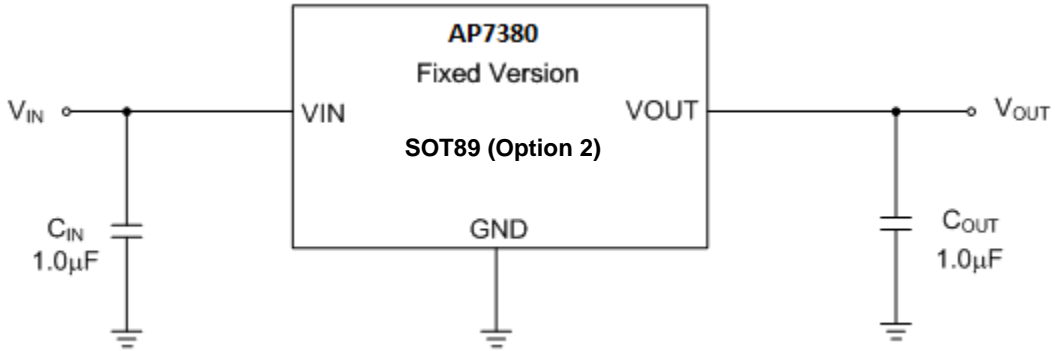 AP7380
Fixed Version
V_IN
VIN
VOUT
V_OUT
SOT89 (Option 2)
C_IN
1.0μF
GND
C_OUT
1.0μF